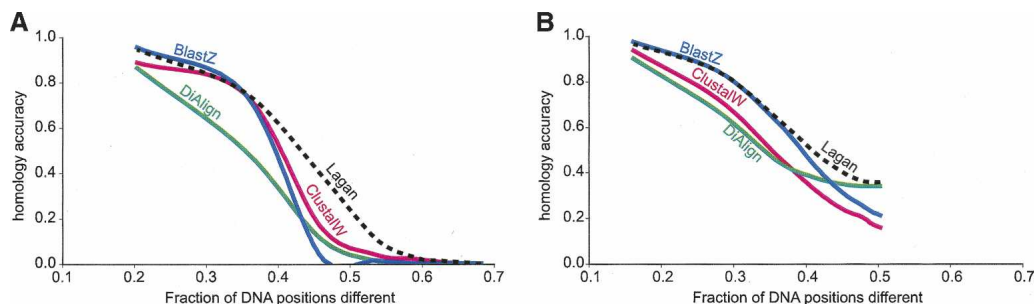 A
homology accuracy
1.0
0.8
0.6
0.4
0.2
0.0
BlastZ
DiAlign
Lagan
ClustalW
0.1 0.2 0.3 0.4 0.5 0.6 0.7
Fraction of DNA positions different
B
homology accuracy
1.0
0.8
0.6
0.4
0.2
0.0
BlastZ
ClustalW
DiAlign
Lagan
0.1 0.2 0.3 0.4 0.5 0.6 0.7
Fraction of DNA positions different